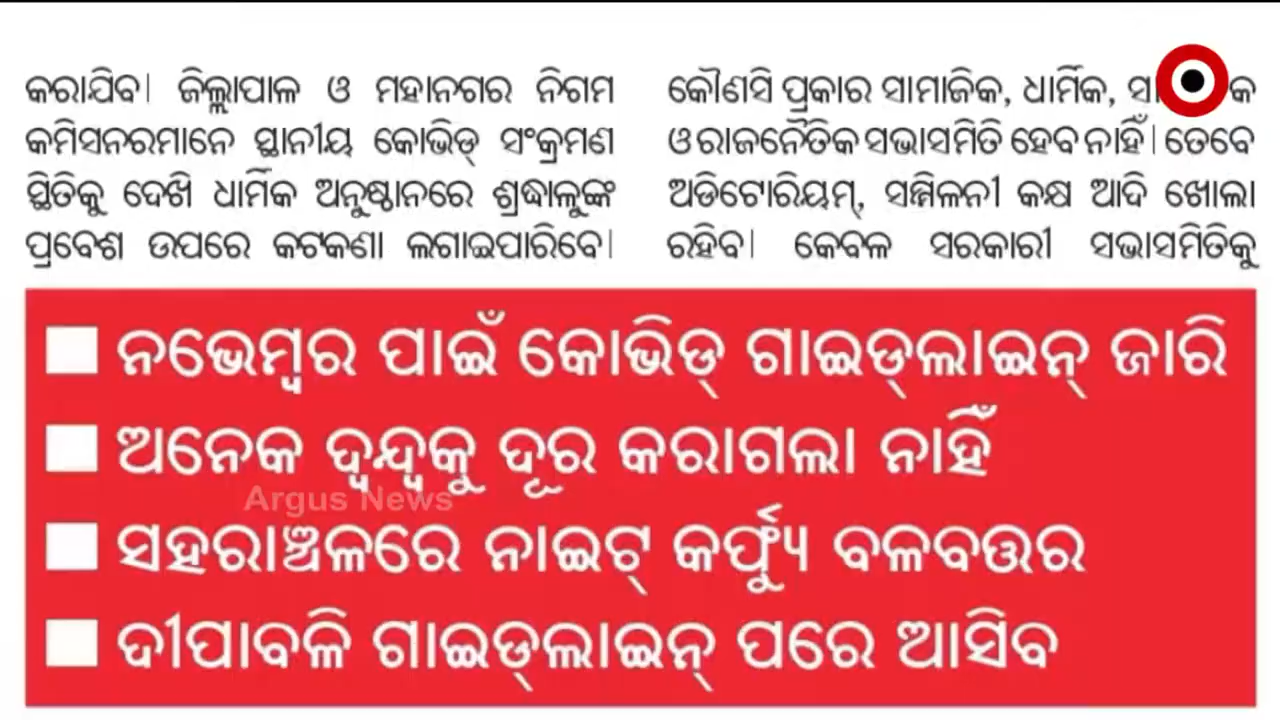 କରାଯିବ। ଜିଲ୍ଲାପାଳ ଓ ମହାନଗର ନିଗମ
କମିସନରମାନେ ସ୍ଥାନୀୟ କୋଭିଡ୍ ସଂକ୍ରମଣ
ସ୍ଥିତିକୁ ଦେଖି ଧାର୍ମିକ ଅନୁଷ୍ଠାନରେ ଶ୍ରଦ୍ଧାଳୁଙ୍କ
ପ୍ରବେଶ ଉପରେ କଟକଣା ଲଗାଇପାରିବେ।
କୌଣସି ପ୍ରକାର ସାମାଜିକ, ଧାର୍ମିକ,
ଓ ରାଜନୈତିକ ସଭାସମିତି ହେବ ନାହିଁ। ତେବେ
ଅଡିଟୋରିୟମ୍, ସମ୍ମିଳନୀ କକ୍ଷ ଆଦି ଖୋଲା
ରହିବ। କେବଳ ସରକାରୀ ସଭାସମିତିକୁ
ନଭେମ୍ବର ପାଇଁ କୋଭିଡ୍ ଗାଇଡ୍‌ଲାଇନ୍ ଜାରି
ଅନେକ ଦ୍ୱନ୍ଦ୍ୱକୁ ଦୂର କରାଗଲା ନାହିଁ
Argus News
ସହରାଞ୍ଚଳରେ ନାଇଟ୍ କର୍ଫ୍ୟୁ ବଳବତ୍ତର
ଦୀପାବଳି ଗାଇଡ୍‌ଲାଇନ୍ ପରେ ଆସିବ